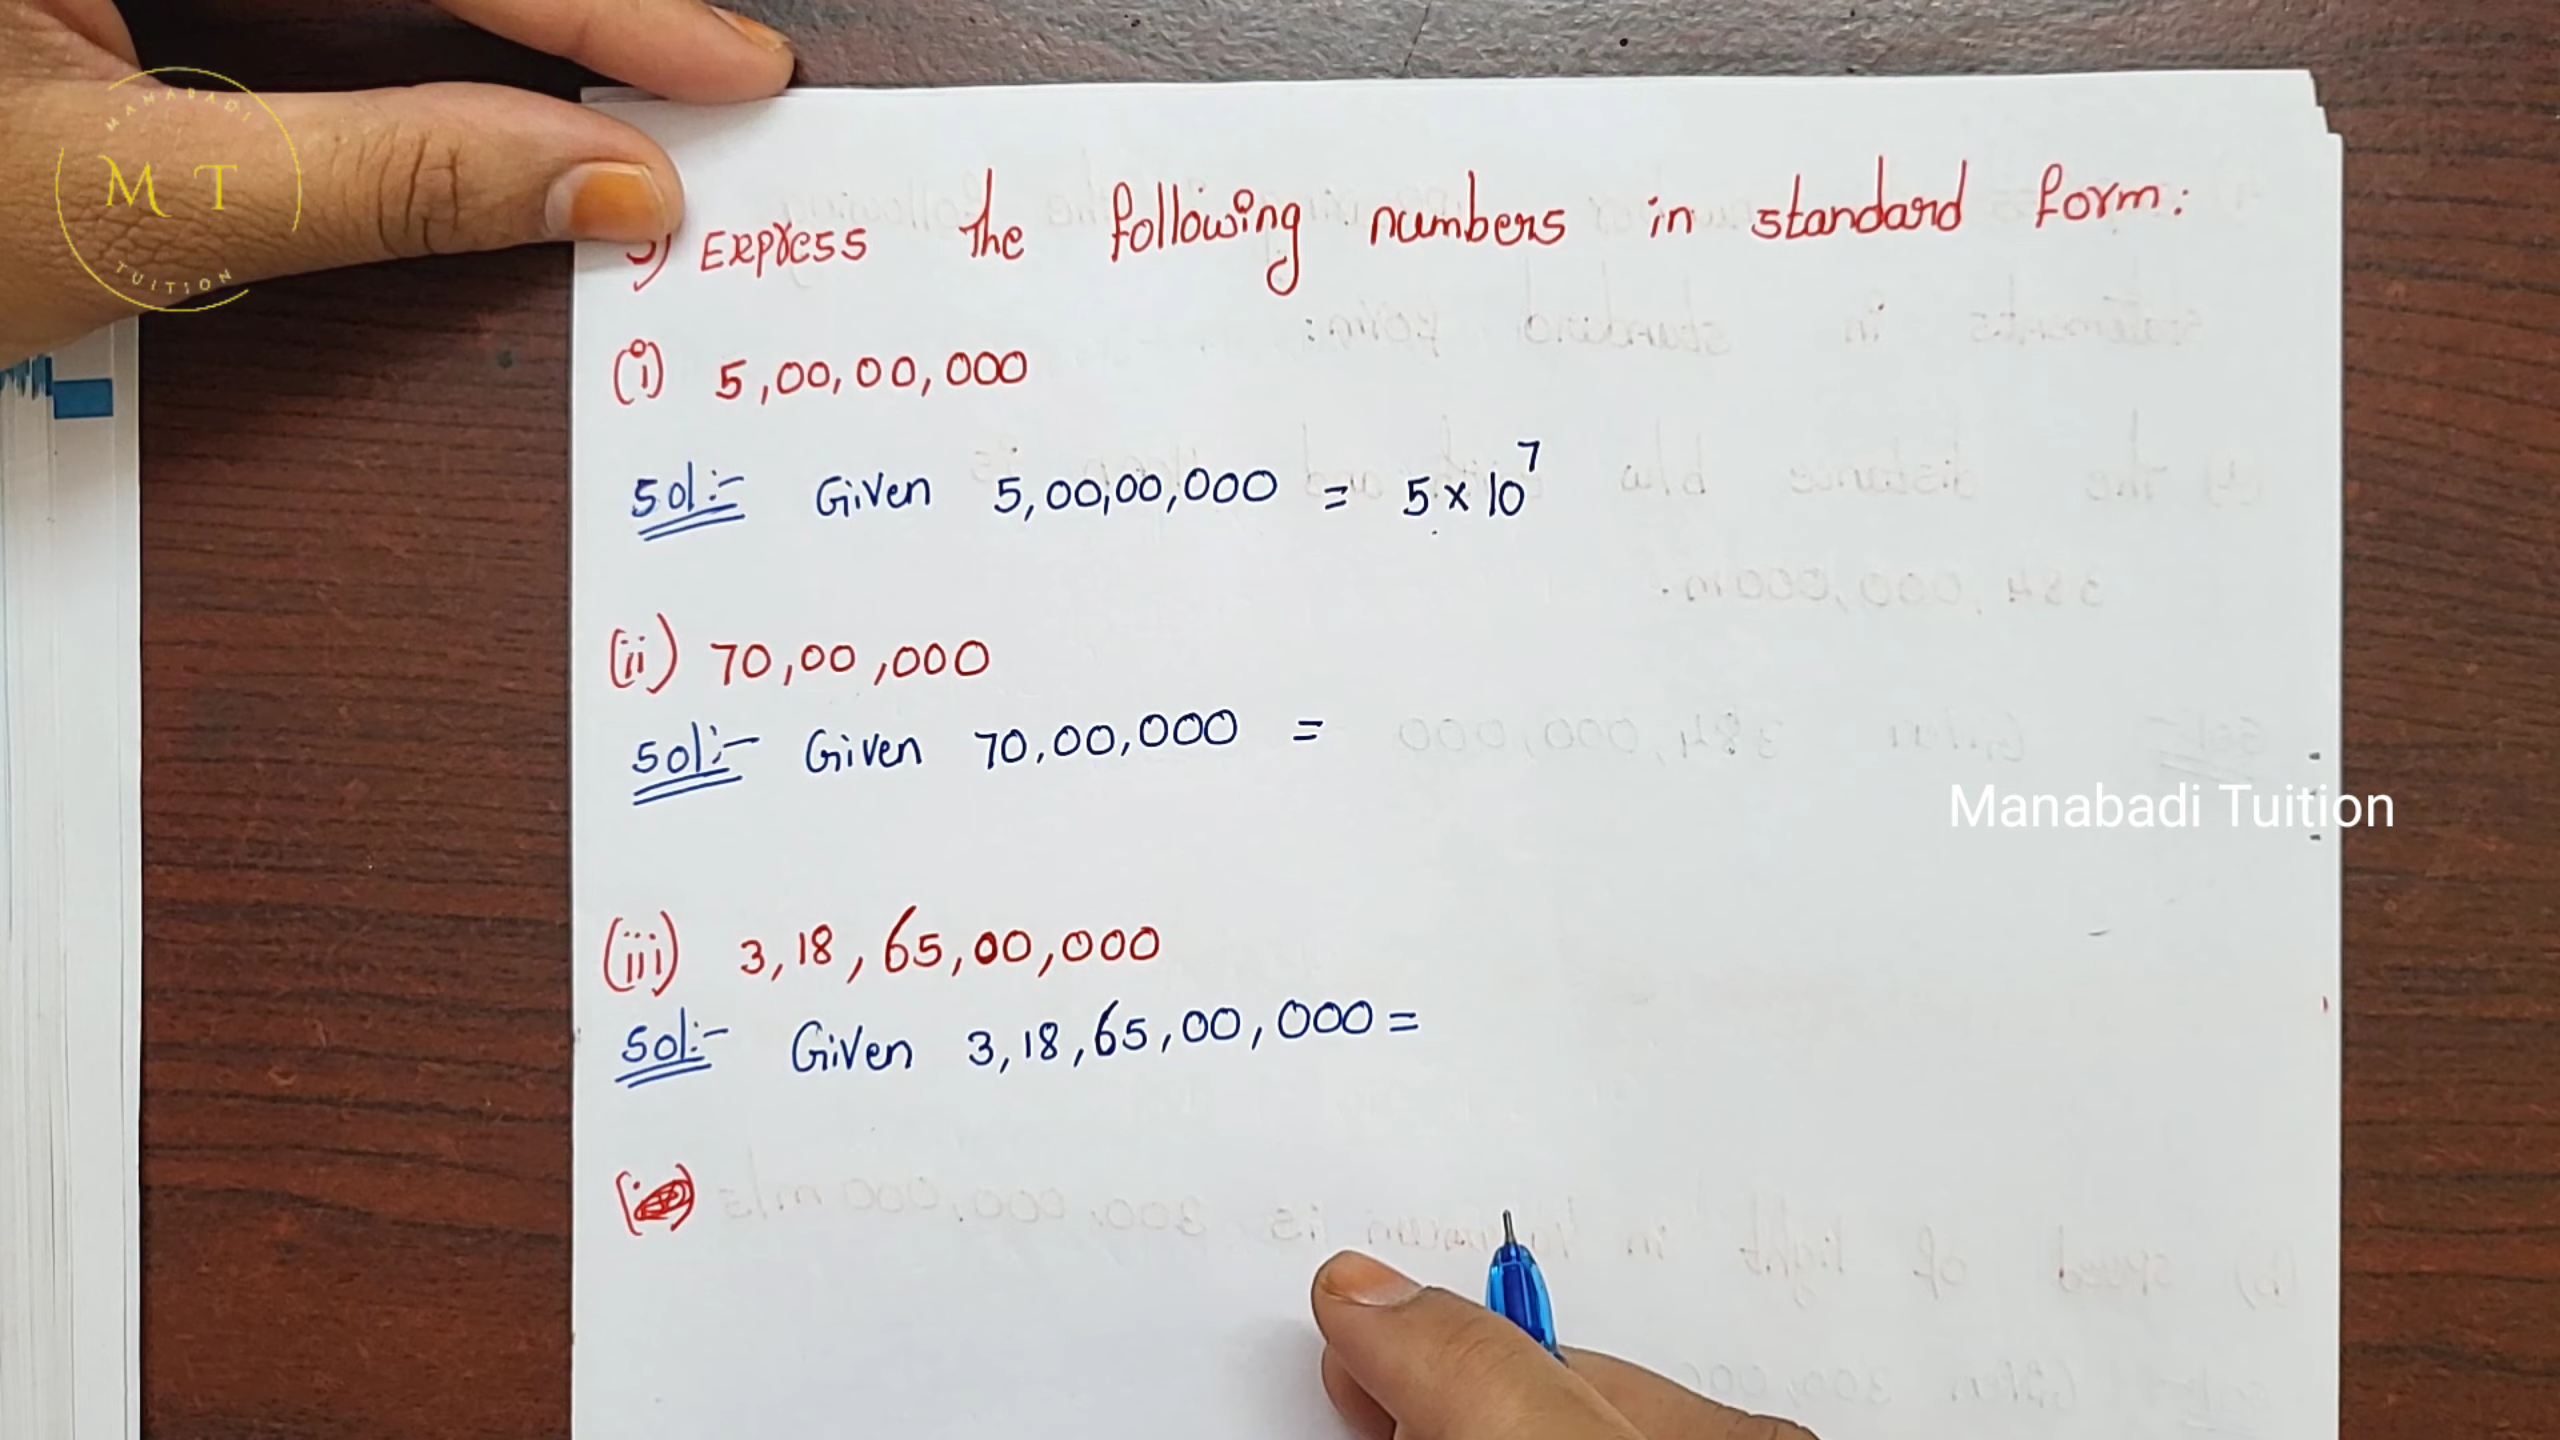 MANABADI
M T
TUITION
) Express the following numbers in standard form:
(i) 5,00,00,000
Sol:- Given 5,00,00,000 = 5 × 10⁷
(ii) 70,00,000
Sol:- Given 70,00,000 =
Manabadi Tuition
(iii) 3,18,65,00,000
Sol:- Given 3,18,65,00,000 =